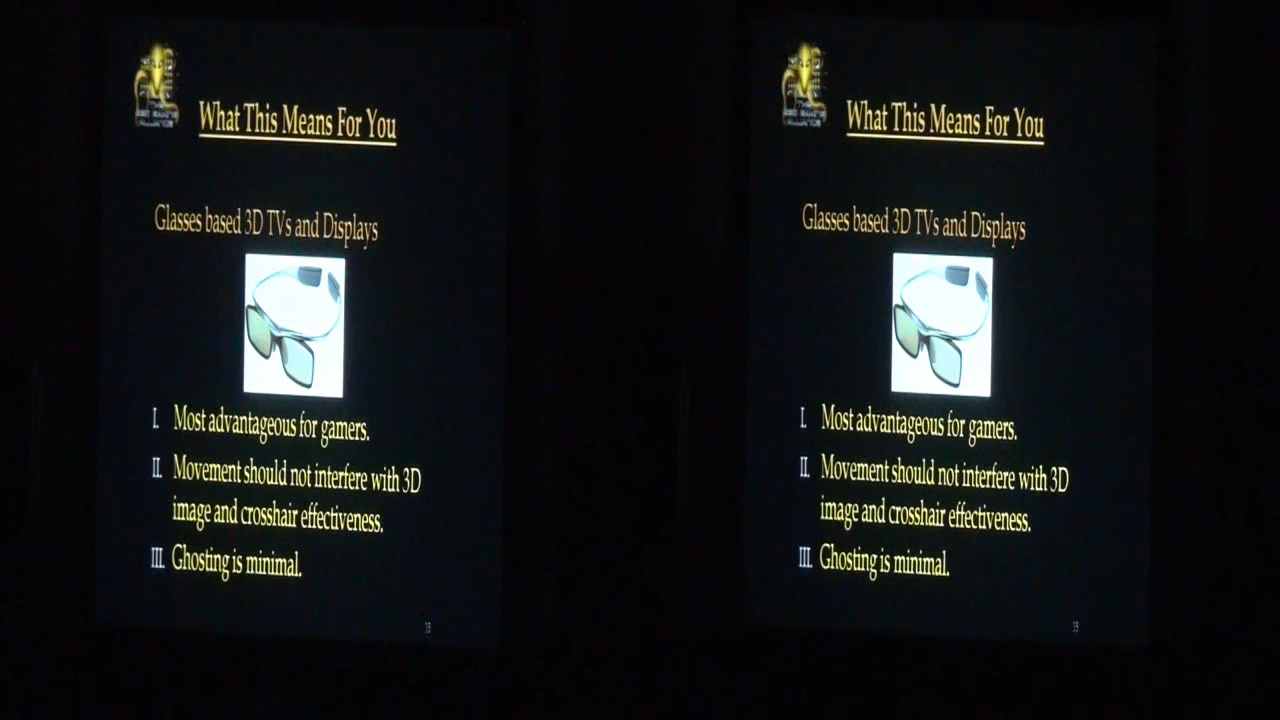 What This Means For You
Glasses based 3D TVs and Displays
I. Most advantageous for gamers.
II. Movement should not interfere with 3D
image and crosshair effectiveness.
III. Ghosting is minimal.
What This Means For You
Glasses based 3D TVs and Displays
I. Most advantageous for gamers.
II. Movement should not interfere with 3D
image and crosshair effectiveness.
III. Ghosting is minimal.